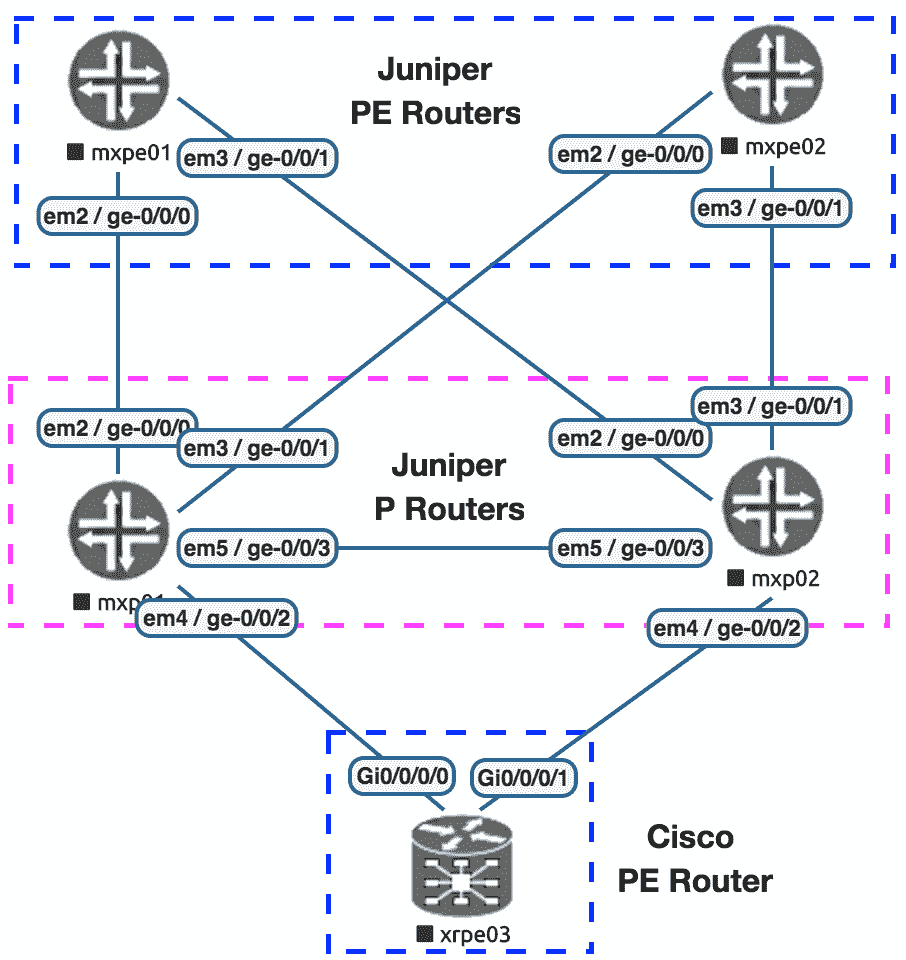 Juniper
PE Routers
mxpe01
em3 / ge-0/0/1
em2 / ge-0/0/0
mxpe02
em2 / ge-0/0/0
em3 / ge-0/0/1
em2 / ge-0/0/0
em3 / ge-0/0/1
em2 / ge-0/0/0
em3 / ge-0/0/1
Juniper
P Routers
em5 / ge-0/0/3
em5 / ge-0/0/3
mxp01
mxp02
em4 / ge-0/0/2
em4 / ge-0/0/2
Gi0/0/0/0
Gi0/0/0/1
Cisco
PE Router
xrpe03